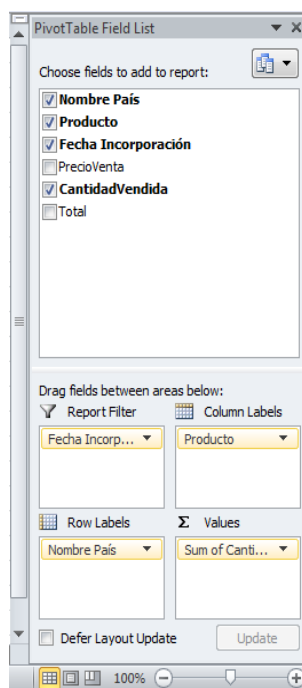 PivotTable Field List
Choose fields to add to report:
Nombre País
Producto
Fecha Incorporación
PrecioVenta
CantidadVendida
Total
Drag fields between areas below:
Report Filter
Column Labels
Fecha Incorp...
Producto
Row Labels
Σ Values
Nombre País
Sum of Canti...
Defer Layout Update
Update
100%